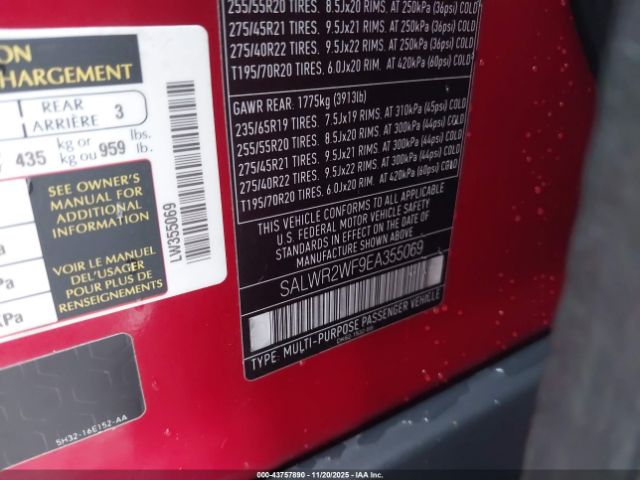 ION
CHARGEMENT
REAR
ARRIÈRE
3
435
kg or
kg ou
959
lbs.
lb.
SEE OWNER'S
MANUAL FOR
ADDITIONAL
INFORMATION
VOIR LE MANUEL
DE L'USAGER
POUR PLUS DE
RENSEIGNEMENTS
kPa
LW355069
5H32-16E152-AA
255/55R20 TIRES. 8.5Jx20 RIMS. AT 250kPa (36psi) COLD
275/45R21 TIRES. 9.5Jx21 RIMS. AT 250kPa (36psi) COLD
275/40R22 TIRES. 9.5Jx22 RIMS. AT 250kPa (36psi) COLD
T195/70R20 TIRES. 6.0Jx20 RIM. AT 420kPa (60psi) COLD
GAWR REAR: 1775kg (3913lb)
235/65R19 TIRES. 7.5Jx19 RIMS. AT 310kPa (45psi) COLD
255/55R20 TIRES. 8.5Jx20 RIMS. AT 300kPa (44psi) COLD
275/45R21 TIRES. 9.5Jx21 RIMS. AT 300kPa (44psi) COLD
275/40R22 TIRES. 9.5Jx22 RIMS. AT 300kPa (44psi) COLD
T195/70R20 TIRES. 6.0Jx20 RIM. AT 420kPa (60psi) COLD
THIS VEHICLE CONFORMS TO ALL APPLICABLE
U.S. FEDERAL MOTOR VEHICLE SAFETY
STANDARDS IN EFFECT ON THE DATE OF
MANUFACTURE SHOWN ABOVE.
SALWR2WF9EA355069
TYPE: MULTI-PURPOSE PASSENGER VEHICLE
000-43757890 - 11/20/2025 - IAAI.COM